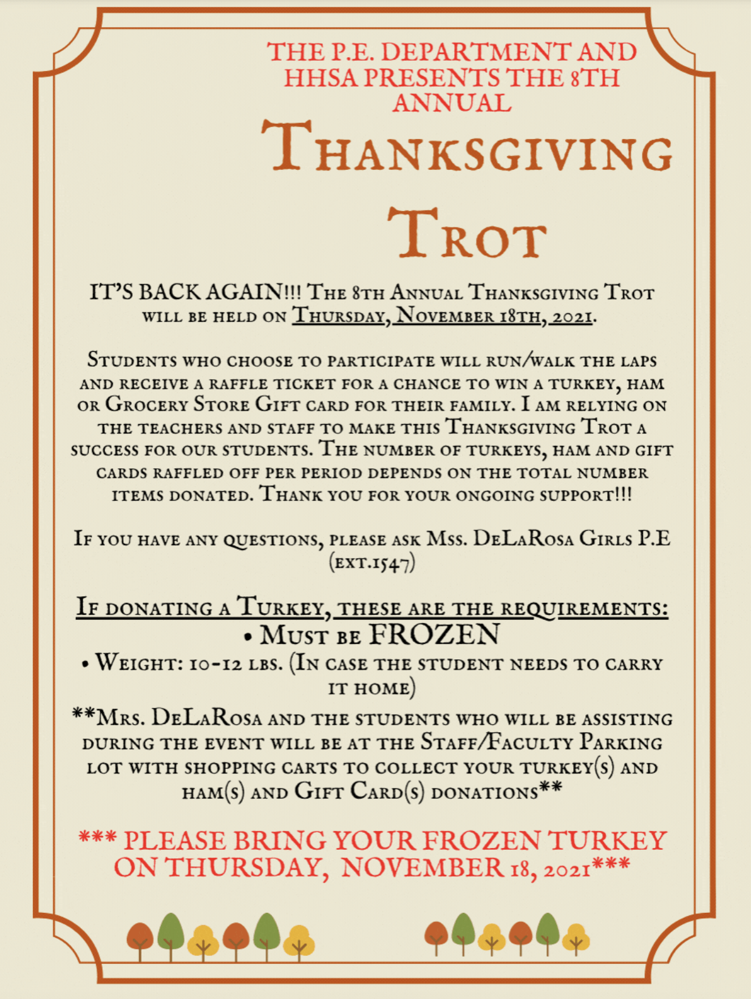 THE P.E. DEPARTMENT AND
HHSA PRESENTS THE 8TH
ANNUAL
Thanksgiving
Trot
IT'S BACK AGAIN!!! The 8th Annual Thanksgiving Trot
will be held on Thursday, November 18th, 2021.
Students who choose to participate will run/walk the laps
and receive a raffle ticket for a chance to win a turkey, ham
or Grocery Store Gift card for their family. I am relying on
the teachers and staff to make this Thanksgiving Trot a
success for our students. The number of turkeys, ham and gift
cards raffled off per period depends on the total number
items donated. Thank you for your ongoing support!!!
If you have any questions, please ask Mss. DeLaRosa Girls P.E
(ext.1547)
If donating a Turkey, these are the requirements:
• Must be FROZEN
• Weight: 10-12 lbs. (In case the student needs to carry
it home)
**Mrs. DeLaRosa and the students who will be assisting
during the event will be at the Staff/Faculty Parking
lot with shopping carts to collect your turkey(s) and
ham(s) and Gift Card(s) donations**
*** PLEASE BRING YOUR FROZEN TURKEY
ON THURSDAY, NOVEMBER 18, 2021***